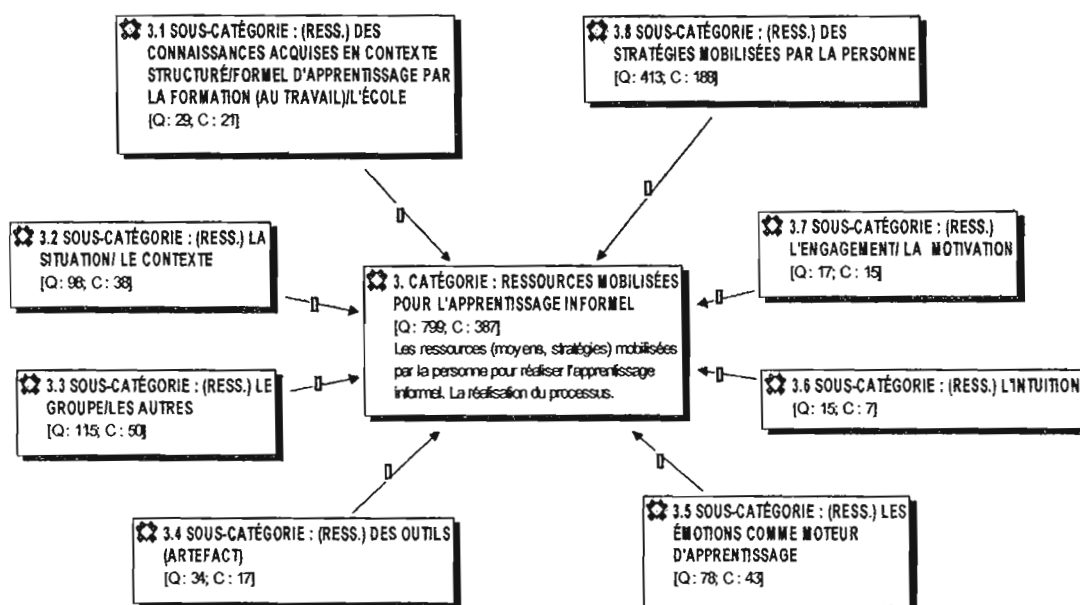 3.1 SOUS-CATÉGORIE : (RESS.) DES
CONNAISSANCES ACQUISES EN CONTEXTE
STRUCTURÉ/FORMEL D'APPRENTISSAGE PAR
LA FORMATION (AU TRAVAIL)/L'ÉCOLE
[Q : 29; C : 21]
3.8 SOUS-CATÉGORIE : (RESS.) DES
STRATÉGIES MOBILISÉES PAR LA PERSONNE
[Q : 413; C : 188]
3.2 SOUS-CATÉGORIE : (RESS.) LA
SITUATION/ LE CONTEXTE
[Q : 98; C : 38]
3.7 SOUS-CATÉGORIE : (RESS.)
L'ENGAGEMENT/ LA MOTIVATION
[Q : 17; C : 15]
3. CATÉGORIE : RESSOURCES MOBILISÉES
POUR L'APPRENTISSAGE INFORMEL
[Q : 799; C : 387]
Les ressources (moyens, stratégies) mobilisées
par la personne pour réaliser l'apprentissage
informel. La réalisation du processus.
3.3 SOUS-CATÉGORIE : (RESS.) LE
GROUPE/LES AUTRES
[Q : 115; C : 50]
3.6 SOUS-CATÉGORIE : (RESS.) L'INTUITION
[Q : 15; C : 7]
3.4 SOUS-CATÉGORIE : (RESS.) DES OUTILS
(ARTEFACT)
[Q : 34; C : 17]
3.5 SOUS-CATÉGORIE : (RESS.) LES
ÉMOTIONS COMME MOTEUR
D'APPRENTISSAGE
[Q : 78; C : 43]